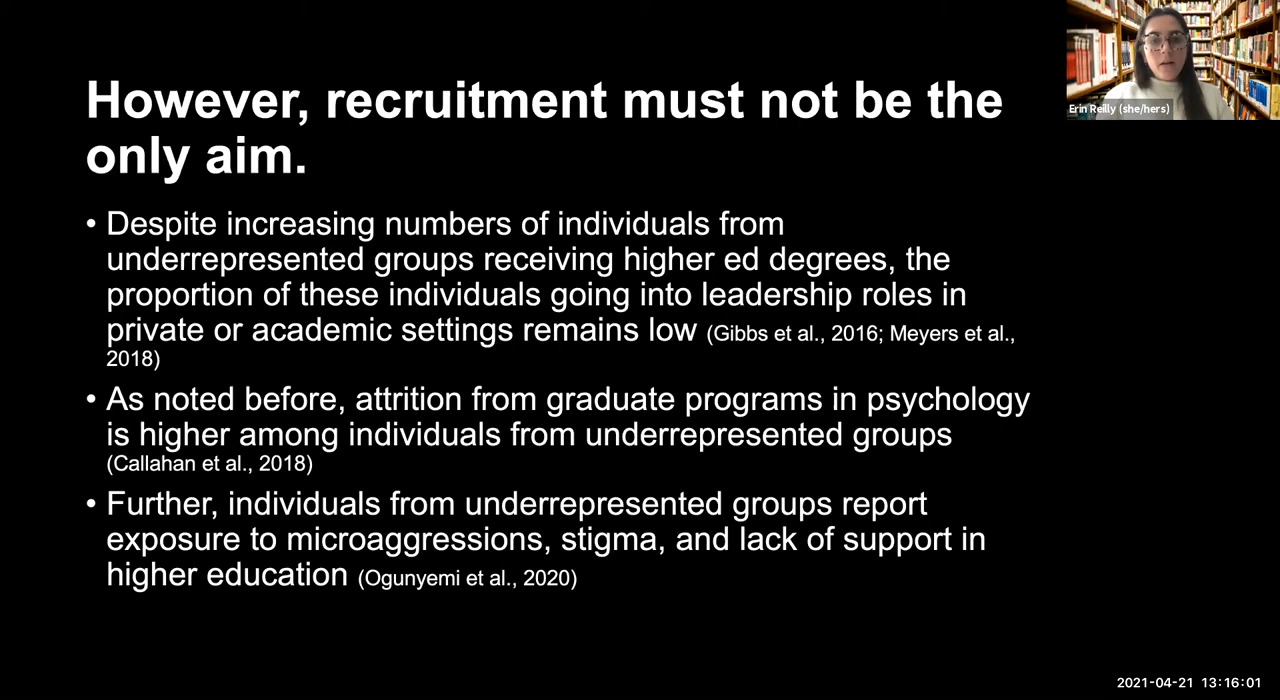 However, recruitment must not be the
only aim.
• Despite increasing numbers of individuals from
underrepresented groups receiving higher ed degrees, the
proportion of these individuals going into leadership roles in
private or academic settings remains low (Gibbs et al., 2016; Meyers et al.,
2018)
• As noted before, attrition from graduate programs in psychology
is higher among individuals from underrepresented groups
(Callahan et al., 2018)
• Further, individuals from underrepresented groups report
exposure to microaggressions, stigma, and lack of support in
higher education (Ogunyemi et al., 2020)
Erin Reilly (she/hers)
2021-04-21 13:16:01